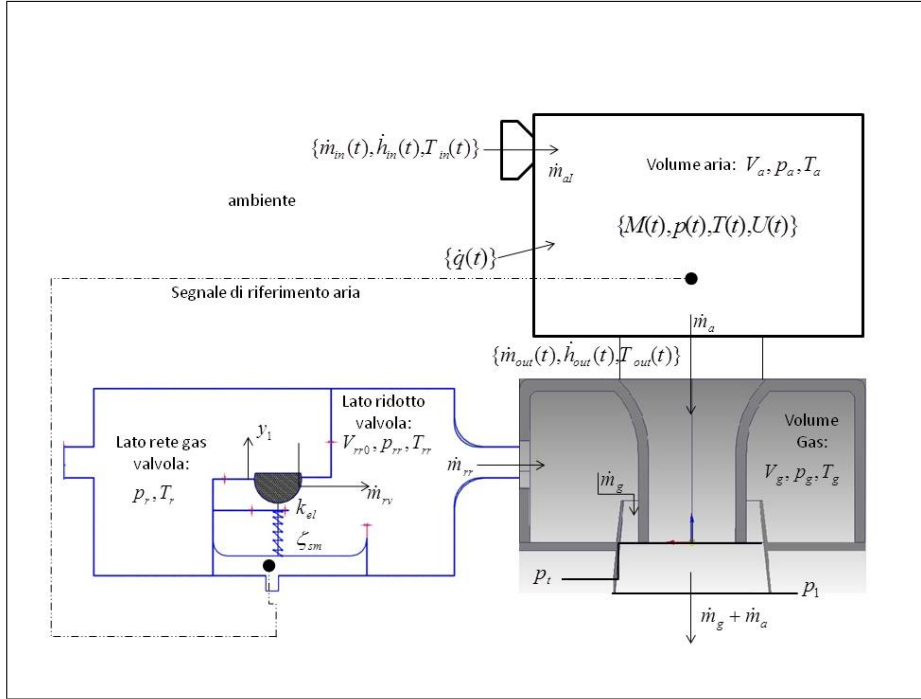 {ṁ_in(t),ḣ_in(t),T_in(t)}
ṁ_aI
Volume aria: V_a, p_a, T_a
ambiente
{M(t),p(t),T(t),U(t)}
{q̇(t)}
Segnale di riferimento aria
ṁ_a
{ṁ_out(t),ḣ_out(t),T_out(t)}
Lato ridotto
valvola:
V_rr0, p_rr, T_rr
Lato rete gas
valvola:
p_r, T_r
y_1
ṁ_rv
k_el
ζ_sm
ṁ_rr
ṁ_g
Volume
Gas:
V_g, p_g, T_g
p_t
p_1
ṁ_g + ṁ_a